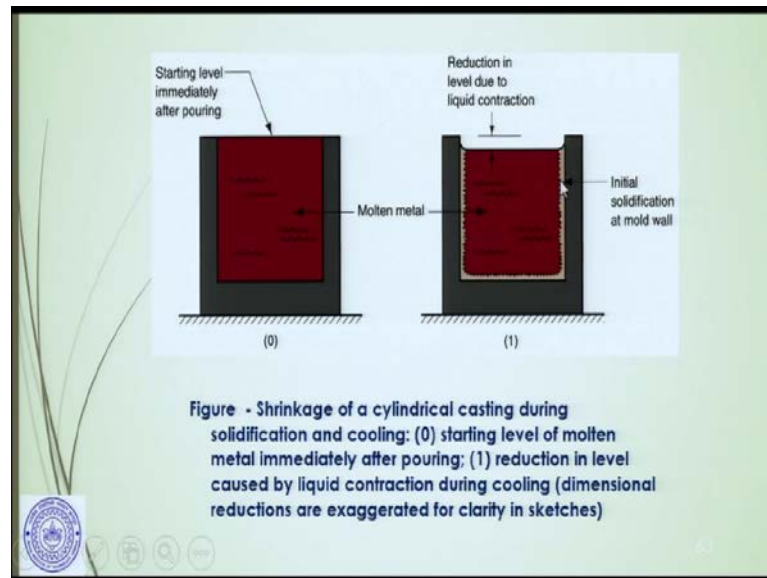 Starting level
immediately
after pouring
Reduction in
level due to
liquid contraction
Molten metal
Initial
solidification
at mold wall
(0)
(1)
Figure - Shrinkage of a cylindrical casting during
solidification and cooling: (0) starting level of molten
metal immediately after pouring; (1) reduction in level
caused by liquid contraction during cooling (dimensional
reductions are exaggerated for clarity in sketches)
63